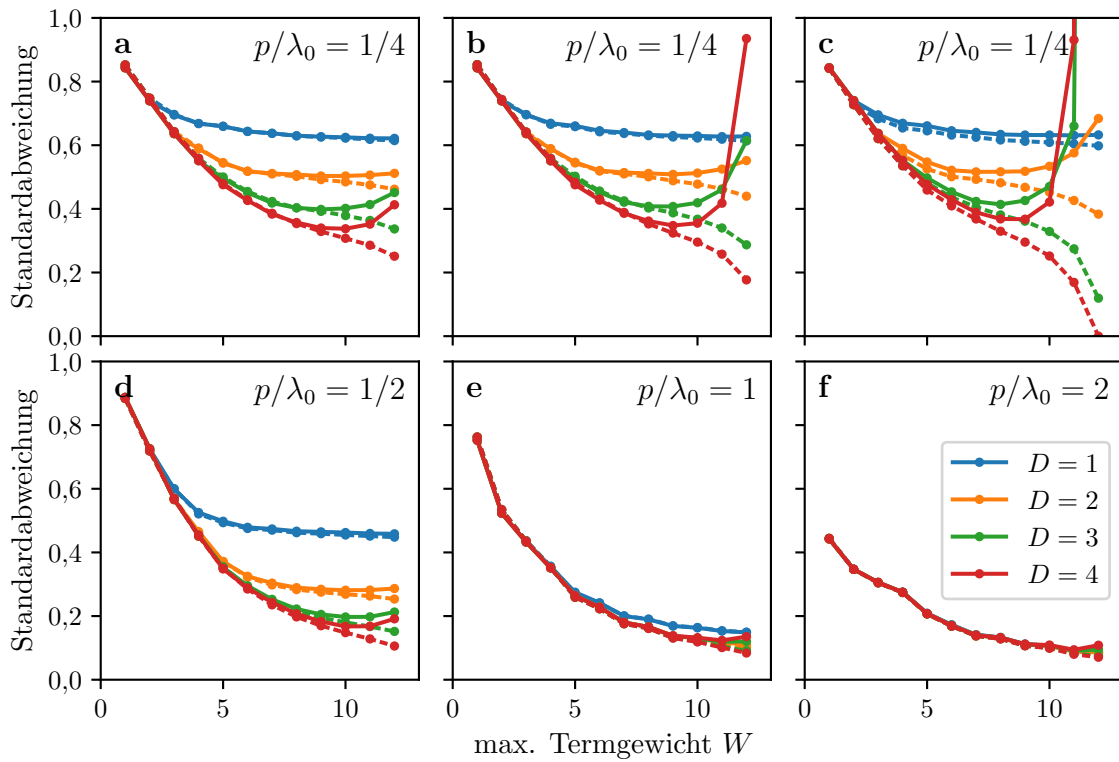 Standardabweichung
1,0
0,8
0,6
0,4
0,2
0,0
a
p/λ₀ = 1/4
b
p/λ₀ = 1/4
c
p/λ₀ = 1/4
Standardabweichung
1,0
0,8
0,6
0,4
0,2
0,0
d
p/λ₀ = 1/2
e
p/λ₀ = 1
f
p/λ₀ = 2
D = 1
D = 2
D = 3
D = 4
0 5 10
0 5 10
0 5 10
max. Termgewicht W